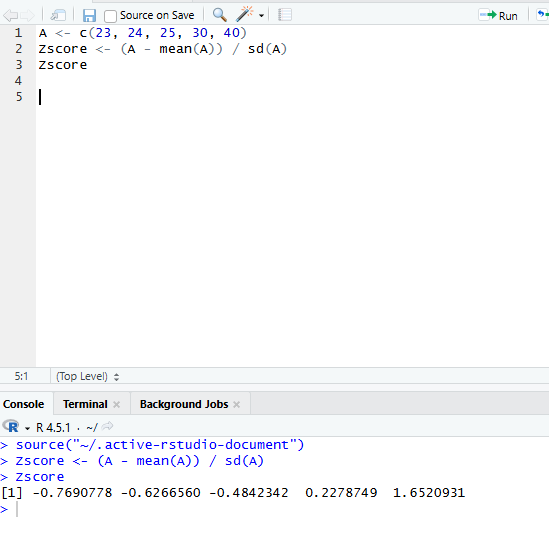 Source on Save Run
1 A <- c(23, 24, 25, 30, 40)
2 Zscore <- (A - mean(A)) / sd(A)
3 Zscore
4
5
5:1 (Top Level)
Console Terminal Background Jobs
R R 4.5.1 · ~/
> source("~/.active-rstudio-document")
> Zscore <- (A - mean(A)) / sd(A)
> Zscore
[1] -0.7690778 -0.6266560 -0.4842342  0.2278749  1.6520931
>